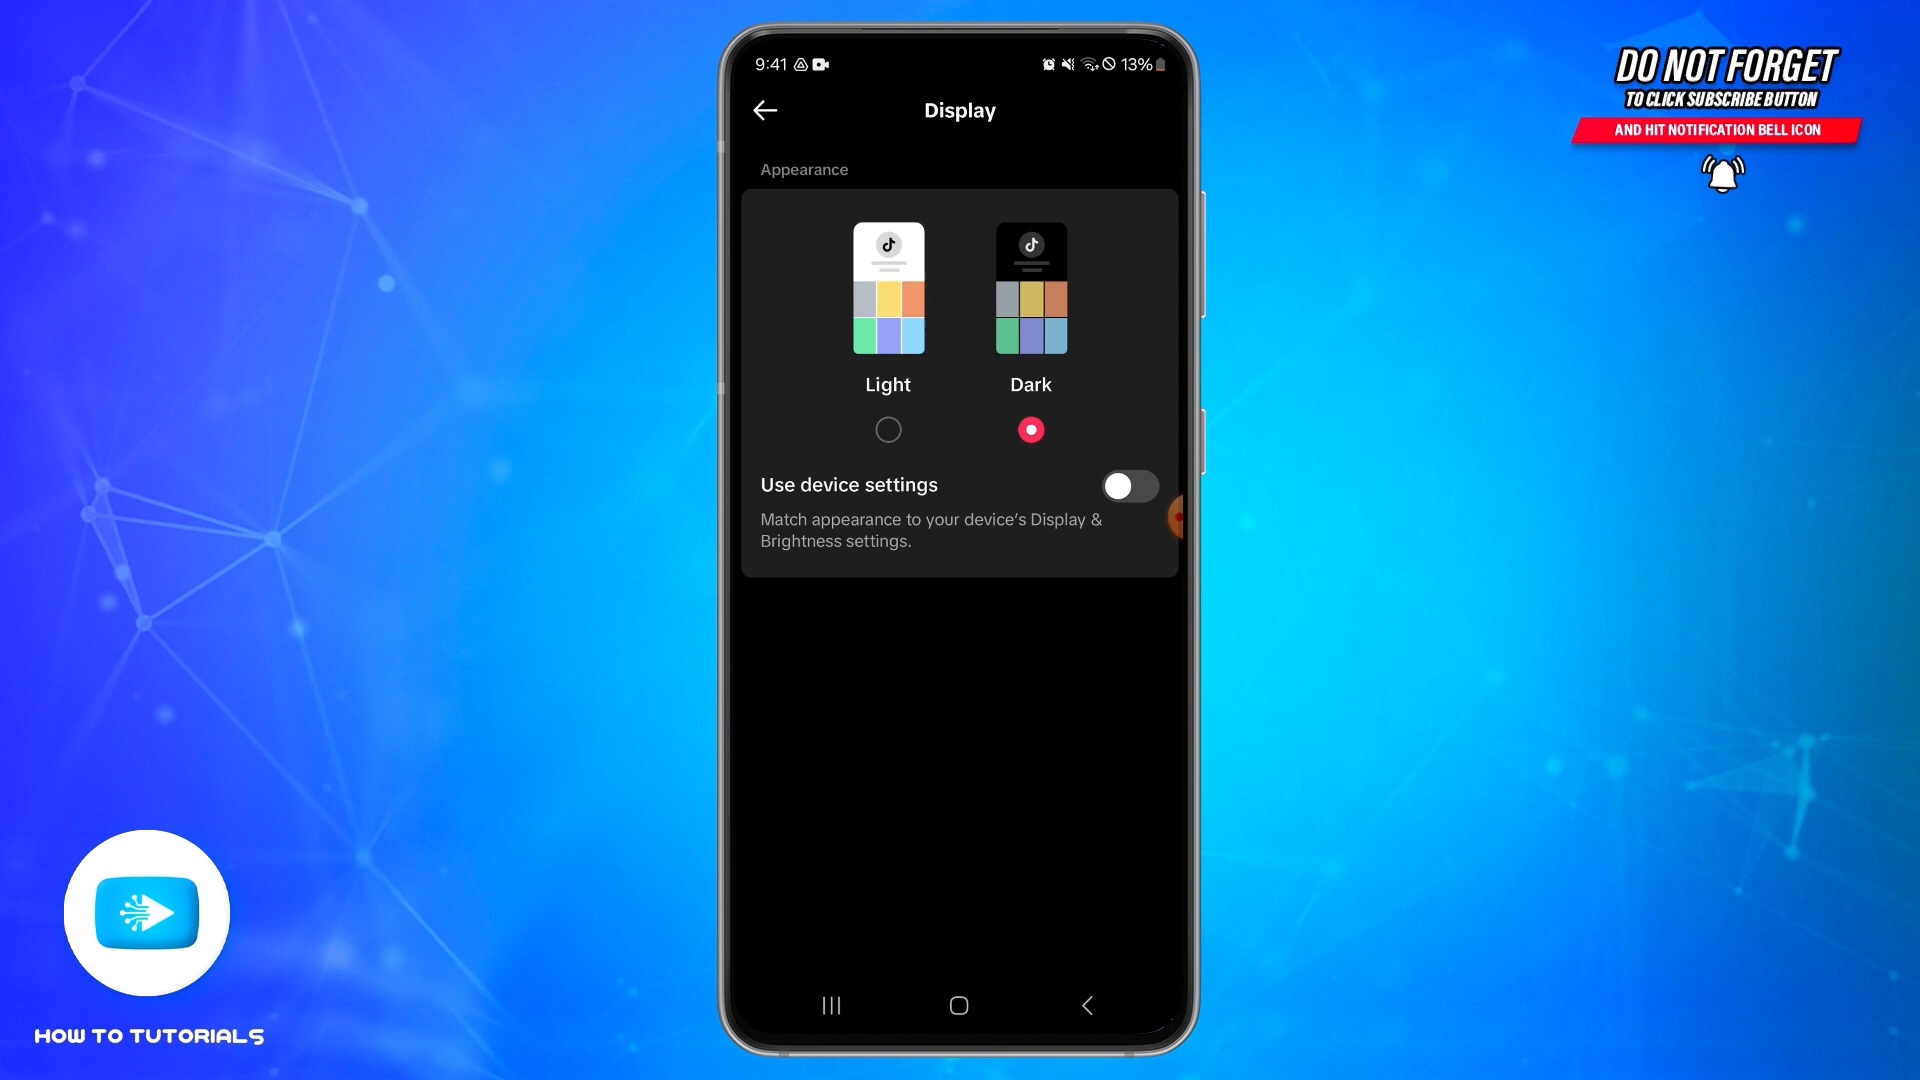 DO NOT FORGET
TO CLICK SUBSCRIBE BUTTON
AND HIT NOTIFICATION BELL ICON
9:41
13%
Display
Appearance
Light
Dark
Use device settings
Match appearance to your device’s Display &
Brightness settings.
HOW TO TUTORIALS